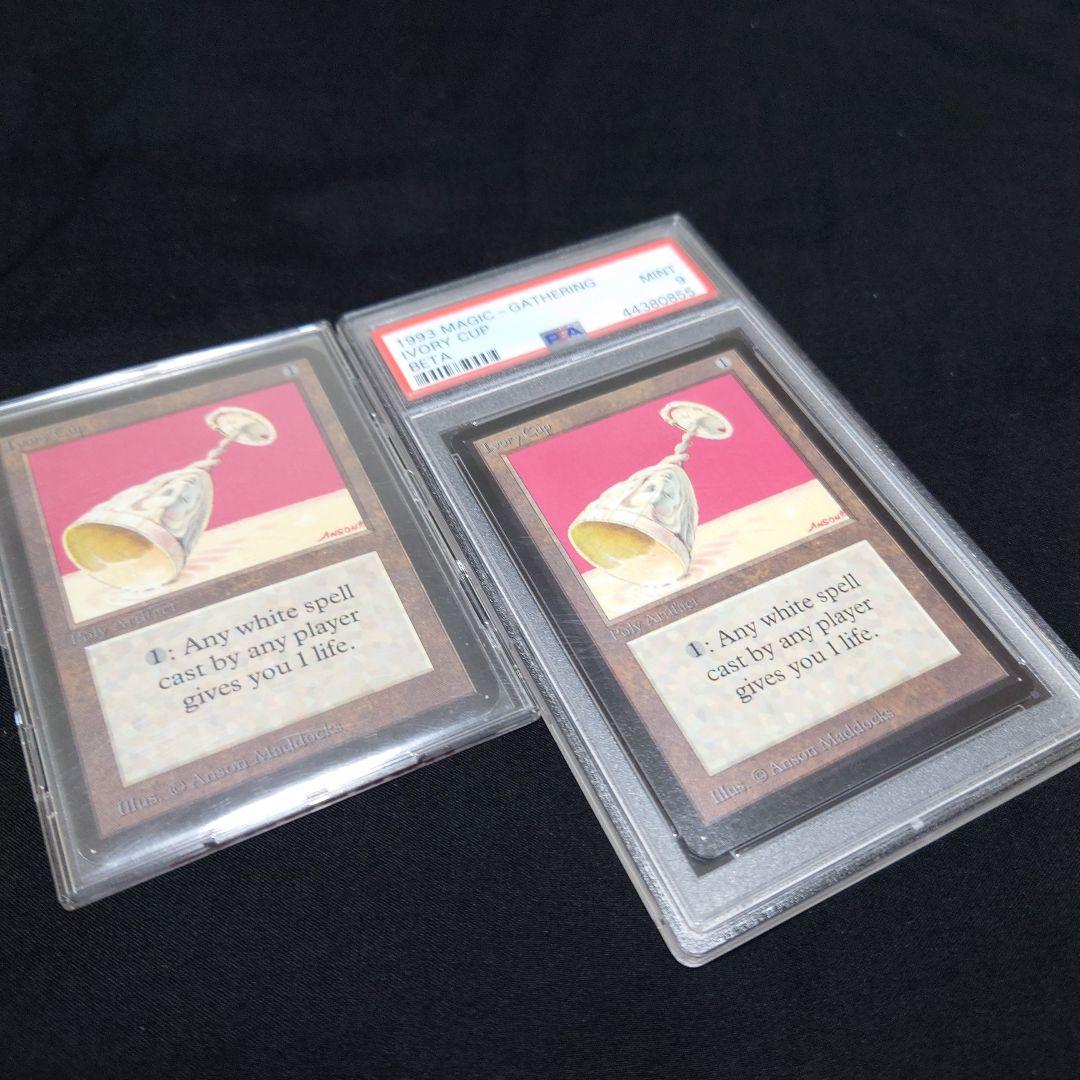 1993 MAGIC - GATHERING
IVORY CUP
BETA
MINT
9
44380855
PSA
Ivory Cup
1
ANSON
Poly Artifact
1: Any white spell
cast by any player
gives you 1 life.
Illus. © Anson Maddocks
Ivory Cup
1
ANSON
Poly Artifact
1: Any white spell
cast by any player
gives you 1 life.
Illus. © Anson Maddocks